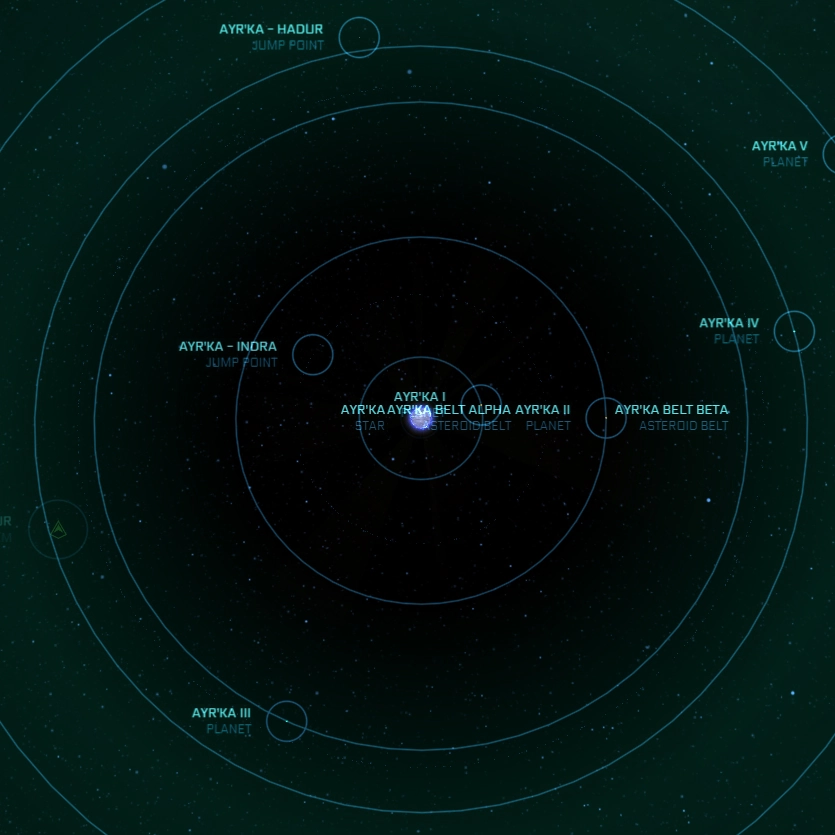 AYR'KA – HADUR
JUMP POINT
AYR'KA V
PLANET
AYR'KA IV
PLANET
AYR'KA – INDRA
JUMP POINT
AYR'KA I
AYR'KA
STAR
AYR'KA BELT ALPHA
ASTEROID BELT
AYR'KA II
PLANET
AYR'KA BELT BETA
ASTEROID BELT
AYR'KA III
PLANET